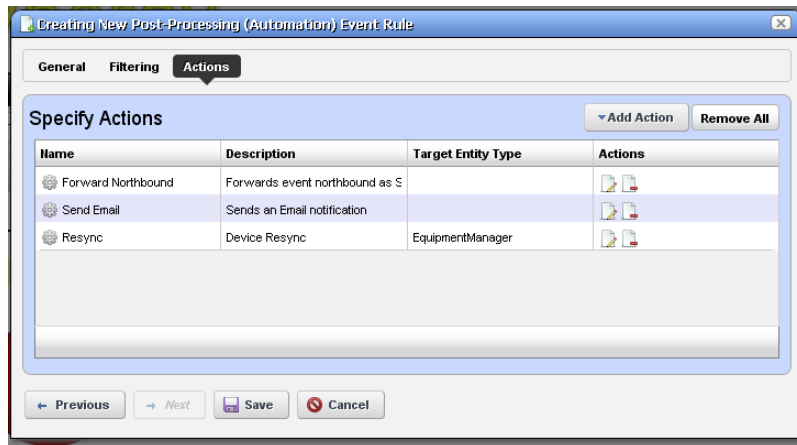 Creating New Post-Processing (Automation) Event Rule
General Filtering Actions
Specify Actions Add Action Remove All
Name Description Target Entity Type Actions
Forward Northbound Forwards event northbound as S
Send Email Sends an Email notification
Resync Device Resync EquipmentManager
Previous Next Save Cancel